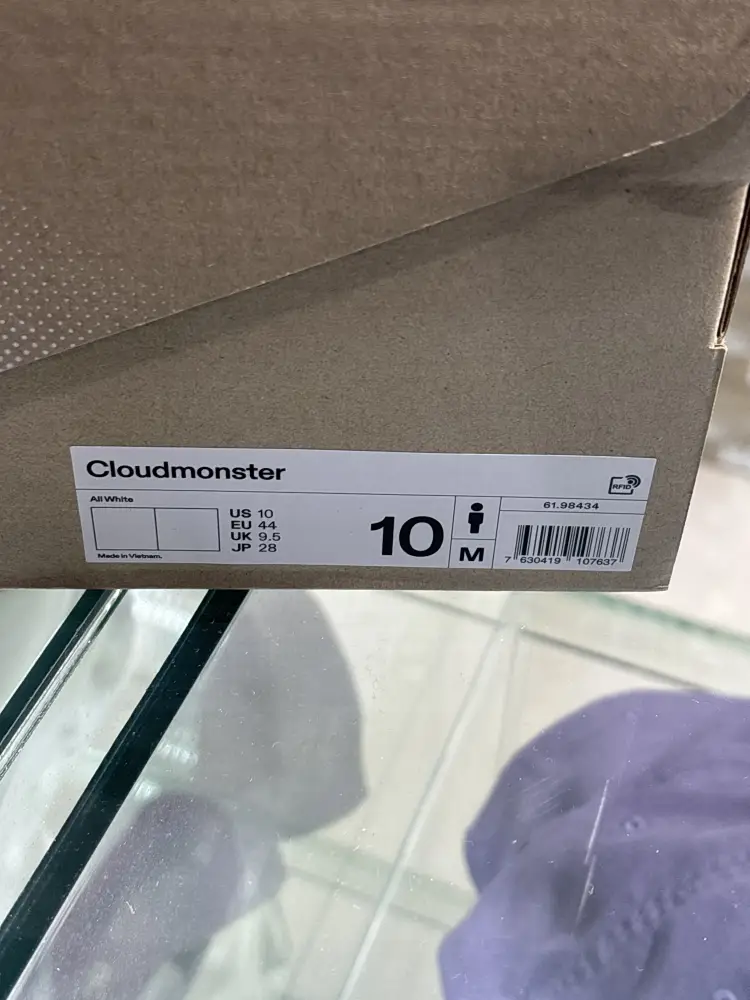 Cloudmonster
RFID
All White
US 10
EU 44
UK 9.5
JP 28
Made in Vietnam.
10
M
61.98434
7 630419 107637